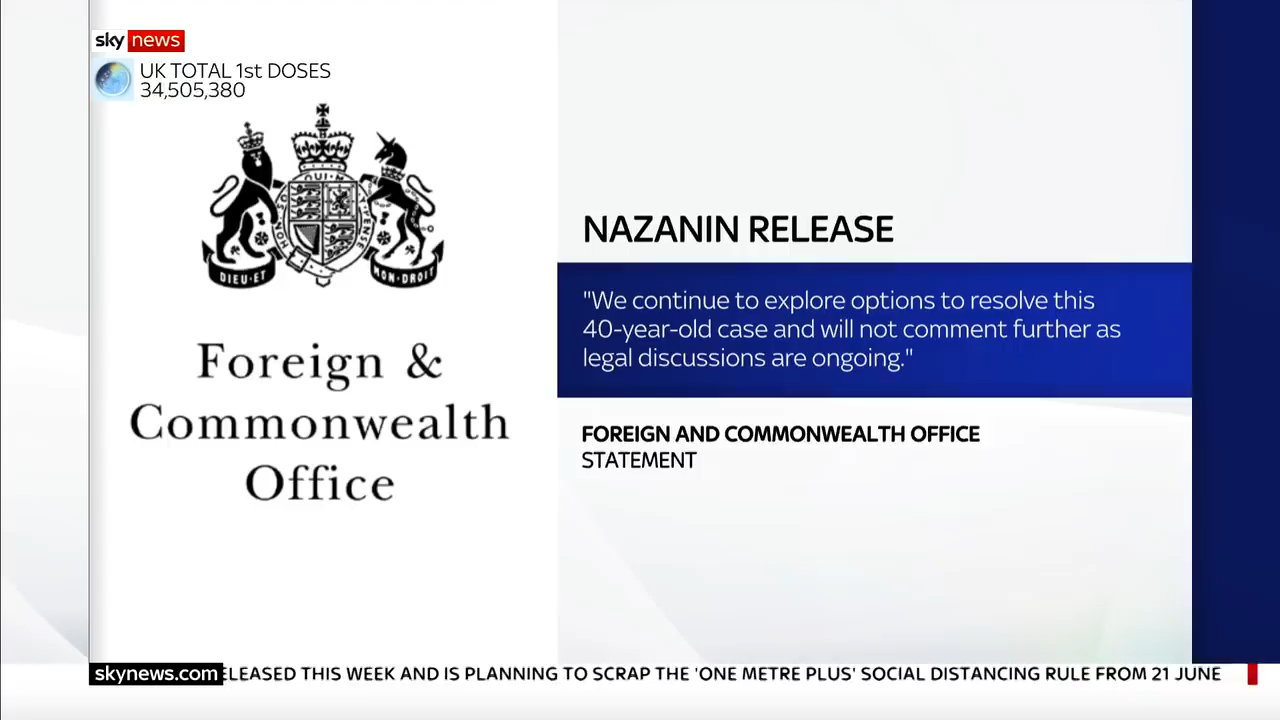 sky news
UK TOTAL 1st DOSES
34,505,380
DIEU·ET
MON·DROIT
Foreign &
Commonwealth
Office
NAZANIN RELEASE
"We continue to explore options to resolve this
40-year-old case and will not comment further as
legal discussions are ongoing."
FOREIGN AND COMMONWEALTH OFFICE
STATEMENT
skynews.com ELEASED THIS WEEK AND IS PLANNING TO SCRAP THE 'ONE METRE PLUS' SOCIAL DISTANCING RULE FROM 21 JUNE